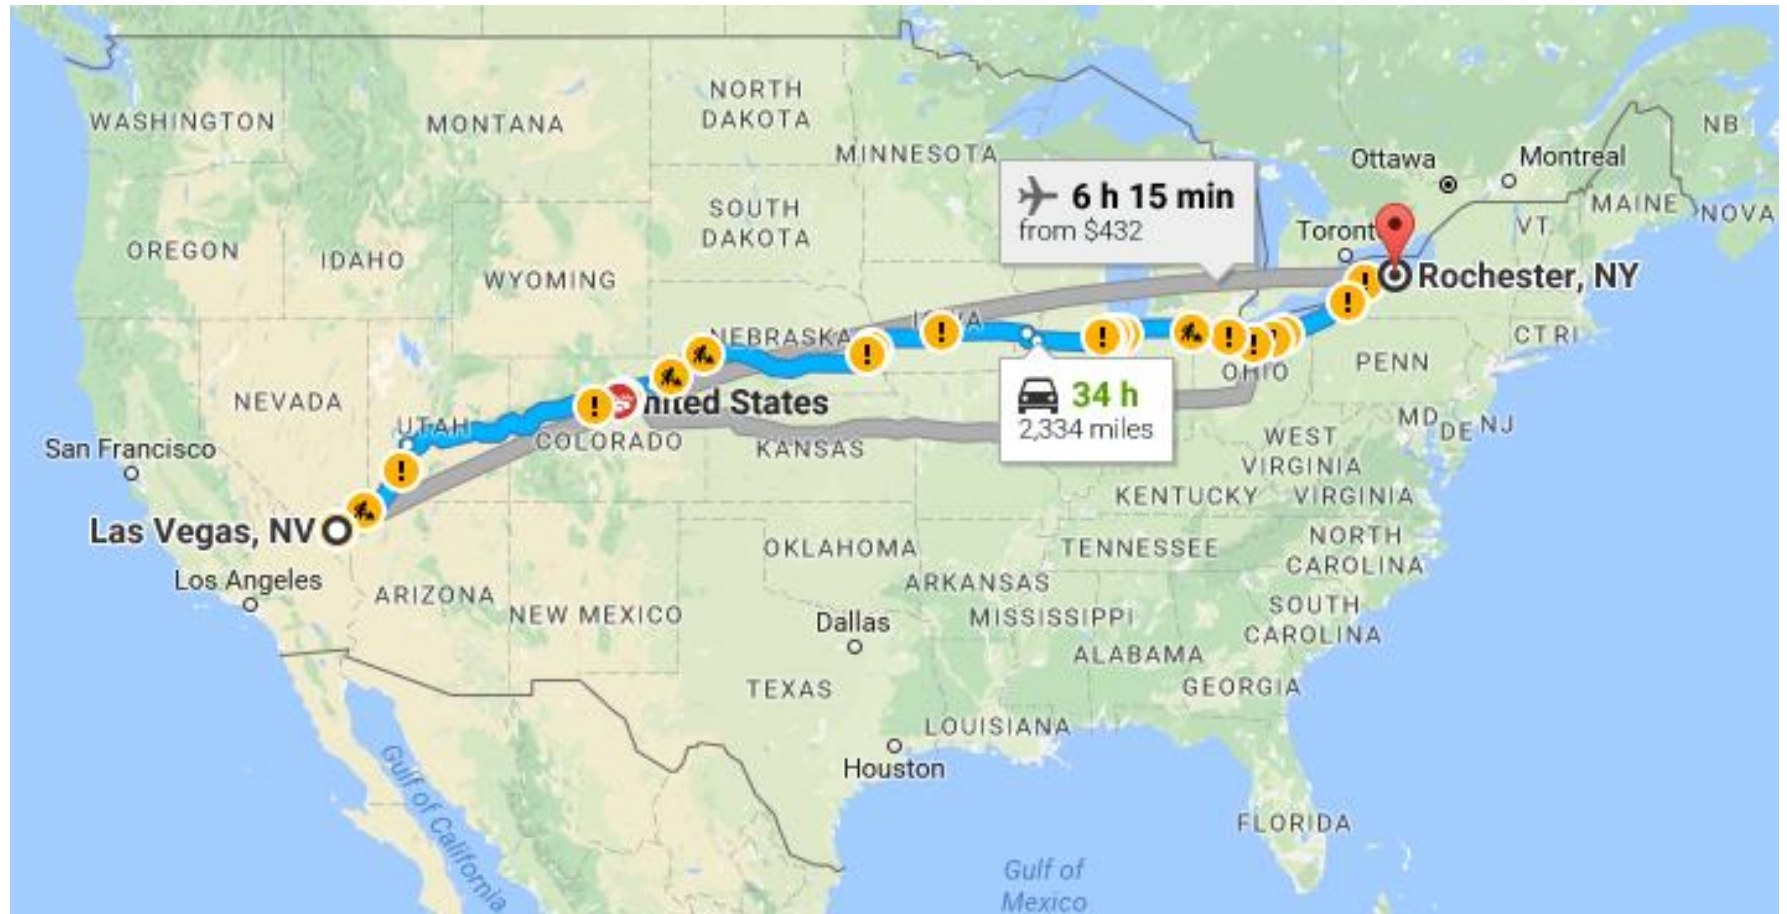 NORTH
DAKOTA
WASHINGTON
MONTANA
NB
MINNESOTA
Ottawa
Montreal
6 h 15 min
from $432
SOUTH
DAKOTA
MAINE
NOVA
OREGON
IDAHO
Toront
VT
WYOMING
Rochester, NY
NEBRASKA
CT RI
PENN
OHIO
34 h
2,334 miles
NEVADA
nited States
UTAH
COLORADO
KANSAS
MD
DE
NJ
San Francisco
WEST
VIRGINIA
KENTUCKY
VIRGINIA
Las Vegas, NV
OKLAHOMA
TENNESSEE
NORTH
CAROLINA
Los Angeles
ARIZONA
NEW MEXICO
ARKANSAS
MISSISSIPPI
SOUTH
CAROLINA
Dallas
ALABAMA
TEXAS
GEORGIA
LOUISIANA
Houston
Gulf of California
FLORIDA
Gulf of
Mexico